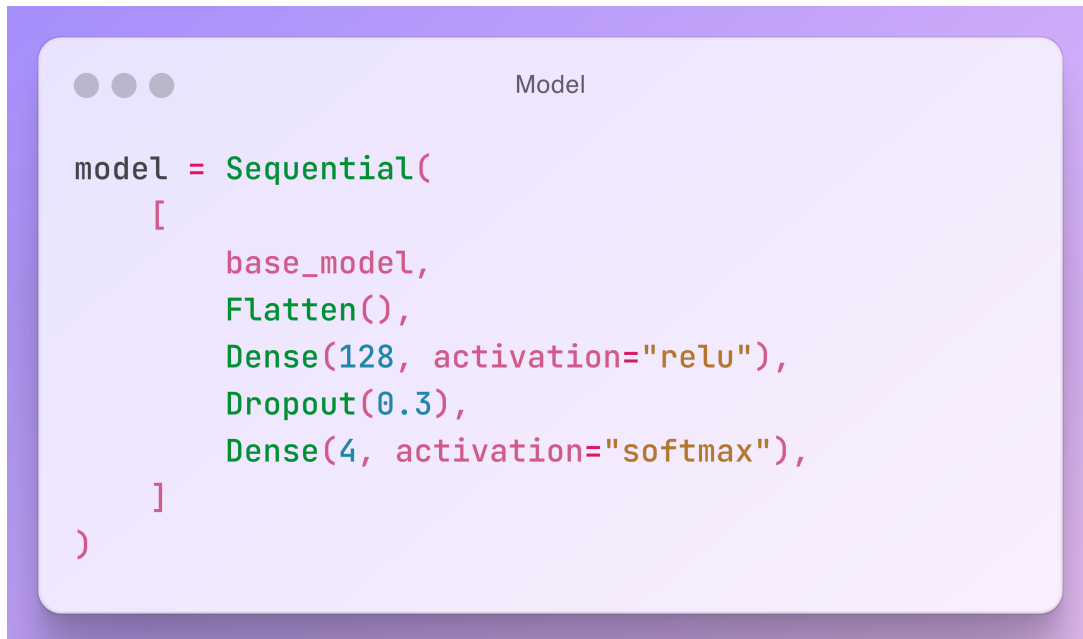 Model
model = Sequential(
    [
        base_model,
        Flatten(),
        Dense(128, activation="relu"),
        Dropout(0.3),
        Dense(4, activation="softmax"),
    ]
)